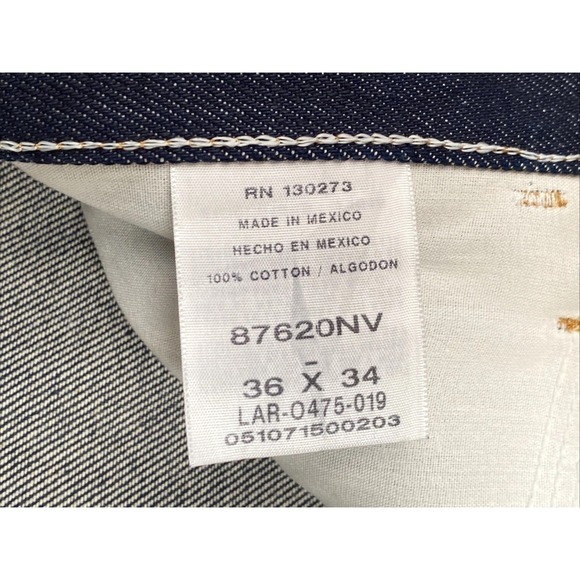 RN 130273
MADE IN MEXICO
HECHO EN MEXICO
100% COTTON / ALGODON
87620NV
-
36 X 34
LAR-0475-019
051071500203